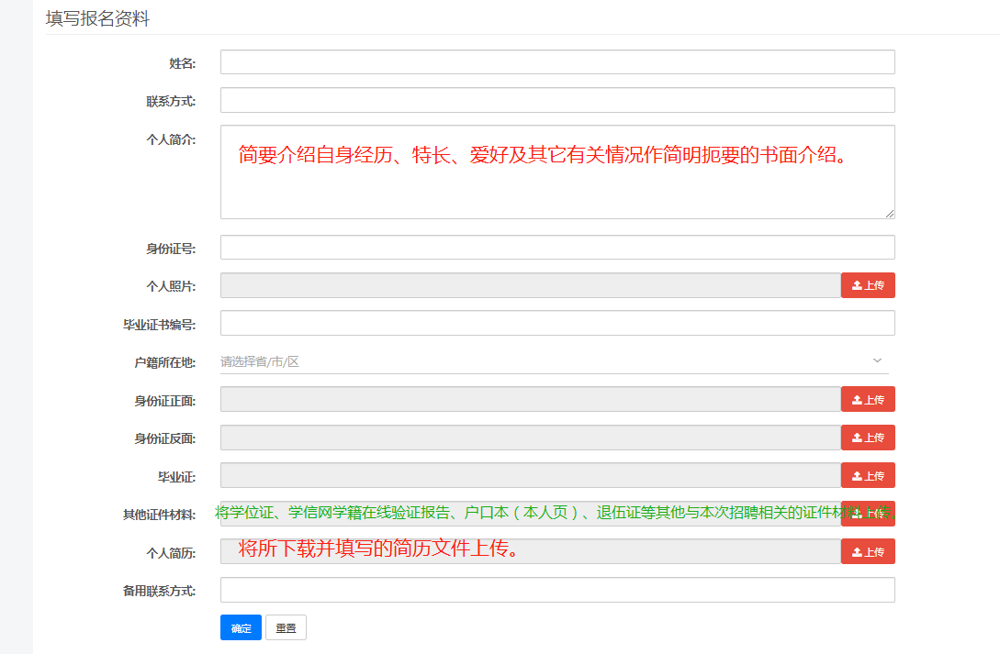 填写报名资料
姓名:
联系方式:
个人简介:
简要介绍自身经历、特长、爱好及其它有关情况作简明扼要的书面介绍。
身份证号:
个人照片:
上传
毕业证书编号:
户籍所在地:
请选择省/市/区
身份证正面:
上传
身份证反面:
上传
毕业证:
上传
其他证件材料:
将学位证、学信网学籍在线验证报告、户口本（本人页）、退伍证等其他与本次招聘相关的证件材料上传。
上传
个人简历:
将所下载并填写的简历文件上传。
上传
备用联系方式:
确定
重置